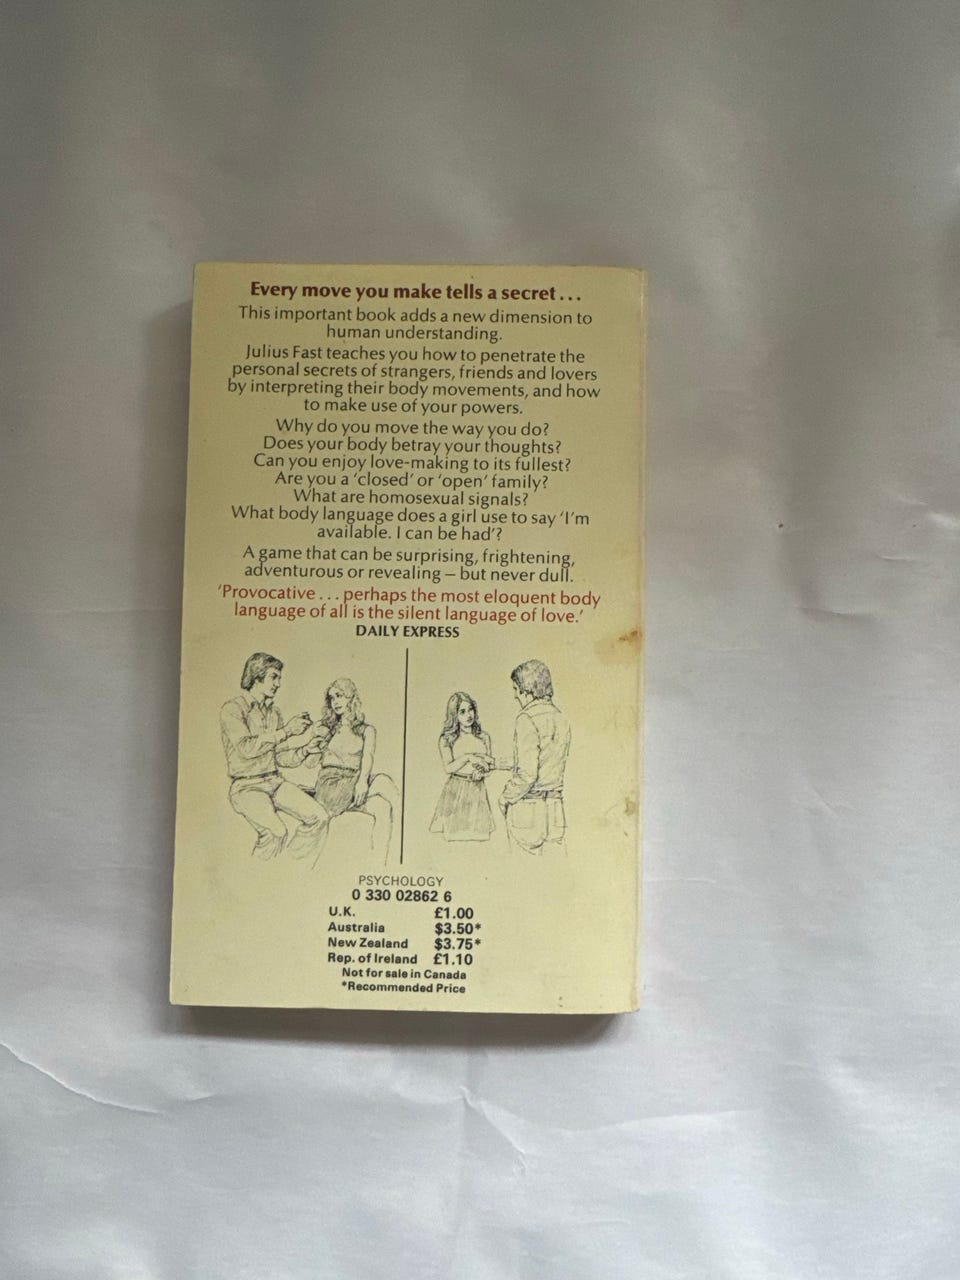 Every move you make tells a secret...
This important book adds a new dimension to
human understanding.
Julius Fast teaches you how to penetrate the
personal secrets of strangers, friends and lovers
by interpreting their body movements, and how
to make use of your powers.
Why do you move the way you do?
Does your body betray your thoughts?
Can you enjoy love-making to its fullest?
Are you a ‘closed’ or ‘open’ family?
What are homosexual signals?
What body language does a girl use to say ‘I’m
available. I can be had’?
A game that can be surprising, frightening,
adventurous or revealing – but never dull.
‘Provocative... perhaps the most eloquent body
language of all is the silent language of love.’
DAILY EXPRESS
PSYCHOLOGY
0 330 02862 6
U.K. £1.00
Australia $3.50*
New Zealand $3.75*
Rep. of Ireland £1.10
Not for sale in Canada
*Recommended Price